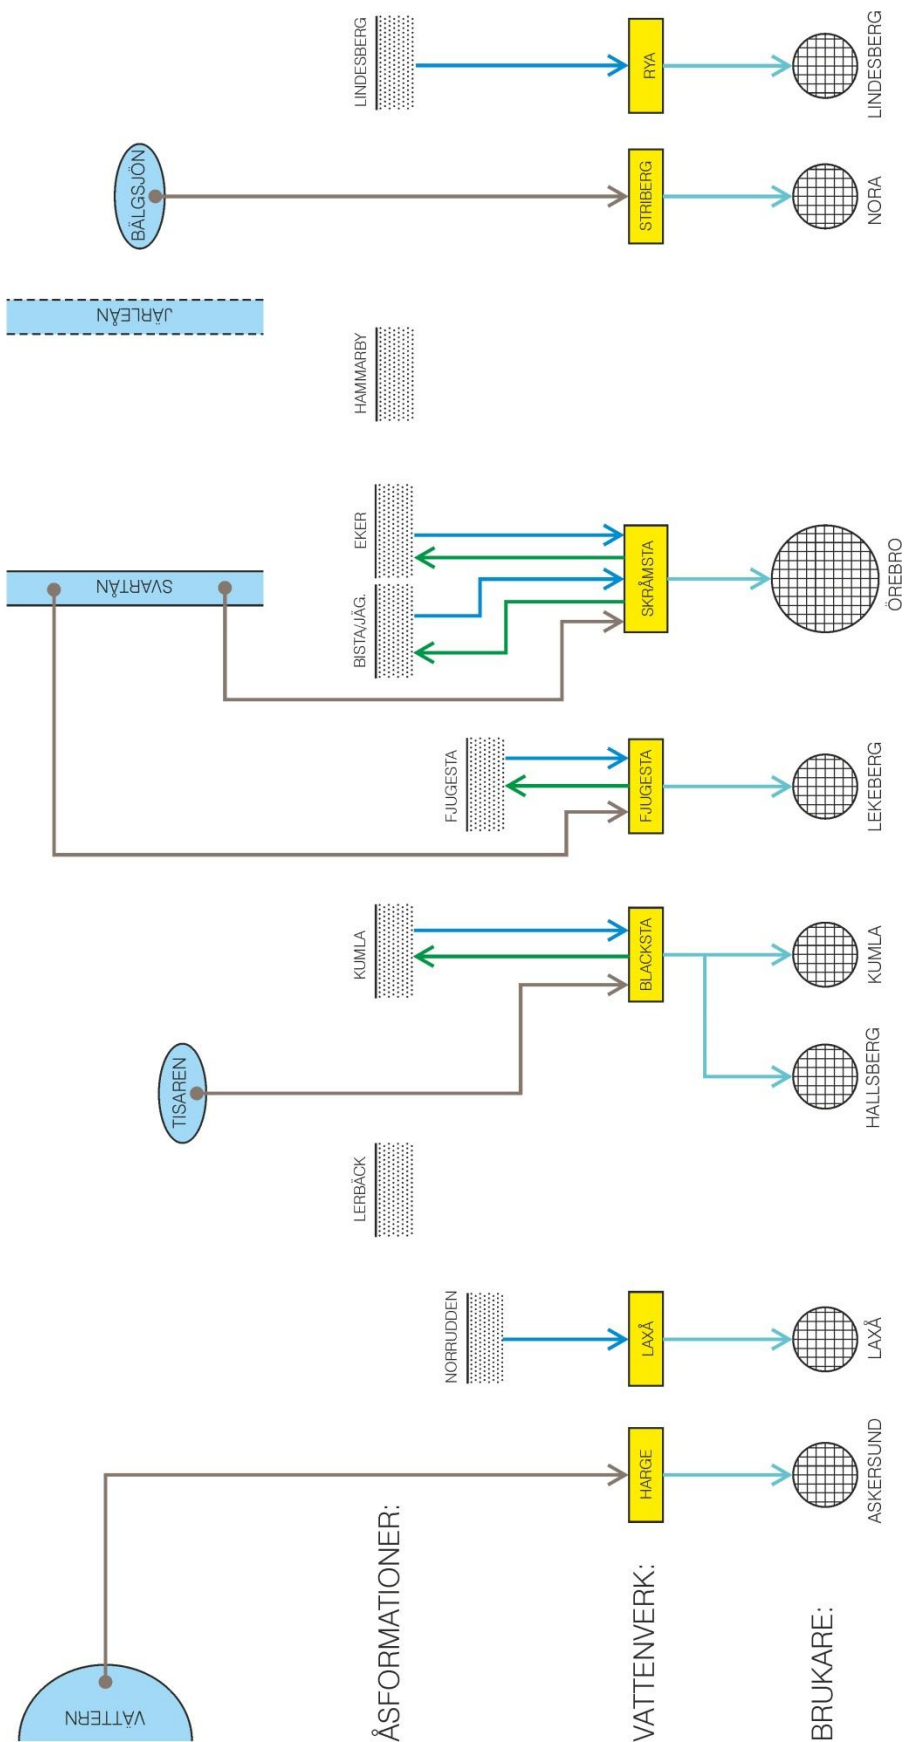 VÄTTERN
TISAREN
SVARTÅN
JÄRLEÅN
BÄLGSJÖN
ÅSFORMATIONER:
NORRUDDEN
LERBÄCK
KUMLA
FJUGESTA
BISTA/JÄG.
EKER
HAMMARBY
LINDESBERG
VATTENVERK:
HARGE
LAXÅ
BLACKSTA
FJUGESTA
SKRÅMSTA
STRIBERG
RYA
BRUKARE:
ASKERSUND
LAXÅ
HALLSBERG
KUMLA
LEKEBERG
ÖREBRO
NORA
LINDESBERG